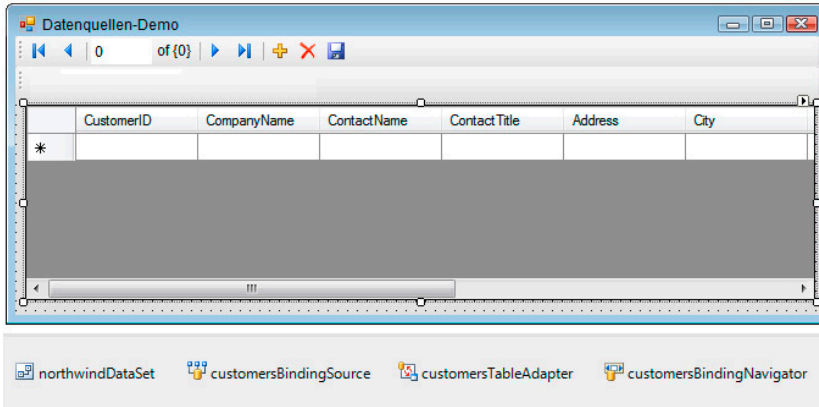 Datenquellen-Demo
0 of {0}
CustomerID CompanyName ContactName ContactTitle Address City
northwindDataSet customersBindingSource customersTableAdapter customersBindingNavigator